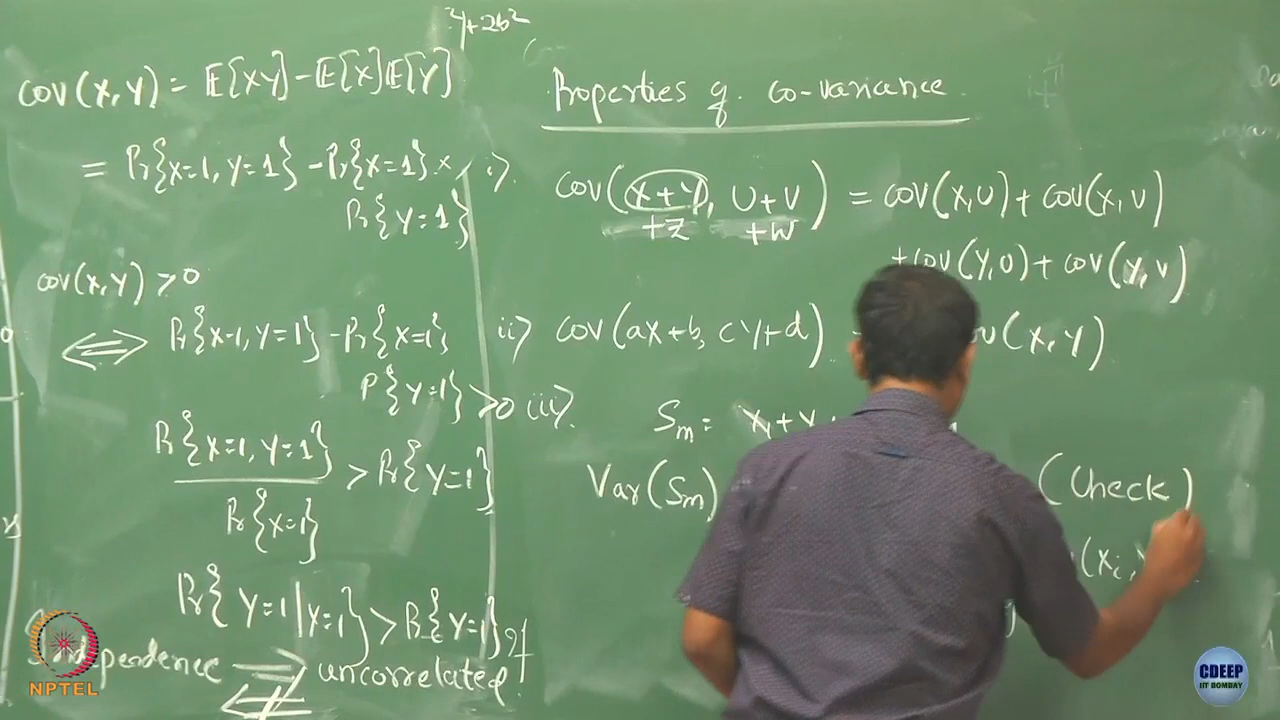 cov(X,Y) = E[XY] - E[X]E[Y]
= Pr{X=1, Y=1} - Pr{X=1} ×
Pr{Y=1}
cov(X,Y) > 0
⟺ Pr{X=1, Y=1} - Pr{X=1}
P{Y=1} > 0
Pr{X=1, Y=1}
Pr{X=1}
> Pr{Y=1}
Pr{Y=1|Y=1} > Pr{Y=1}
Independence ⟹ uncorrelated
Properties of co-variance
i) cov(X+Y, U+V) = cov(X,U) + cov(X,V)
+Z +W
+ cov(Y,U) + cov(Y,V)
ii) cov(aX+b, cY+d) (X,Y)
iii) Sm =
Var(Sm) (Check)
(Xi,
NPTEL
CDEEP
IIT BOMBAY